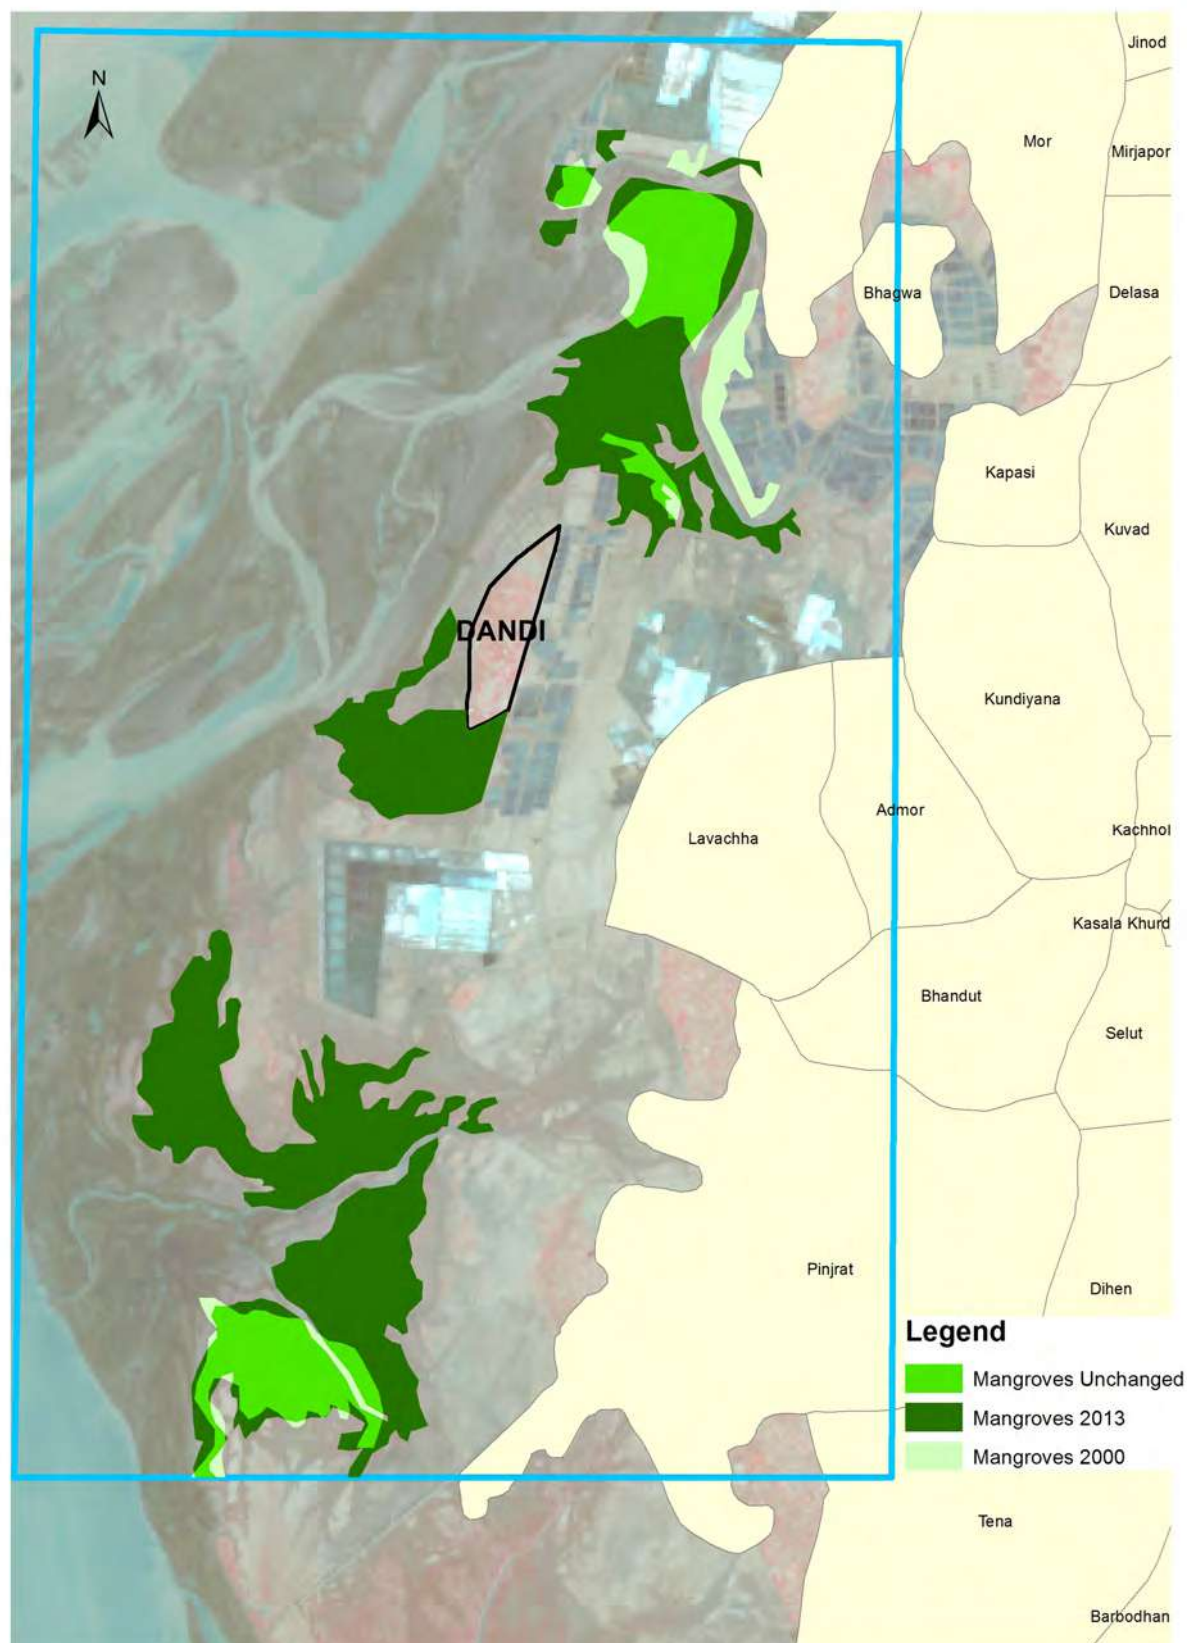 Jinod
N
Mor
Mirjapor
Bhagwa
Delasa
Kapasi
Kuvad
DANDI
Kundiyana
Admor
Lavachha
Kachhol
Kasala Khurd
Bhandut
Selut
Pinjrat
Dihen
Legend
Mangroves Unchanged
Mangroves 2013
Mangroves 2000
Tena
Barbodhan